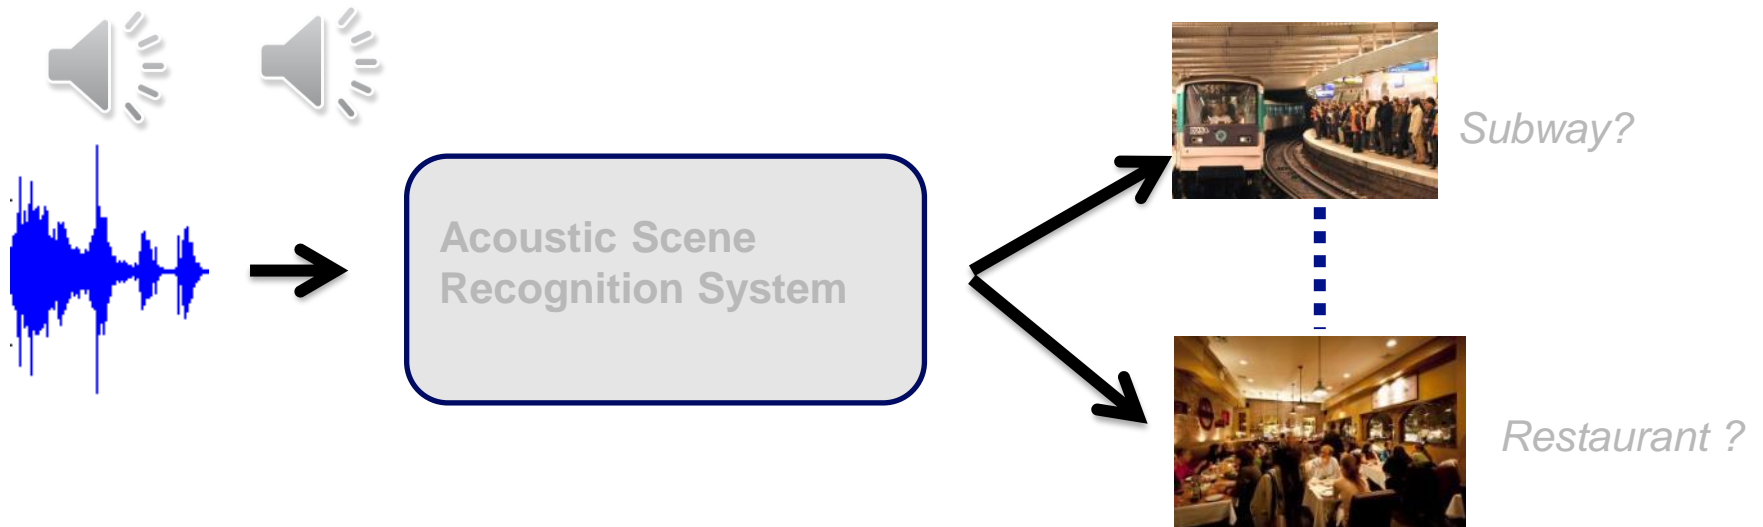 Subway?
Acoustic Scene
Recognition System
Restaurant ?